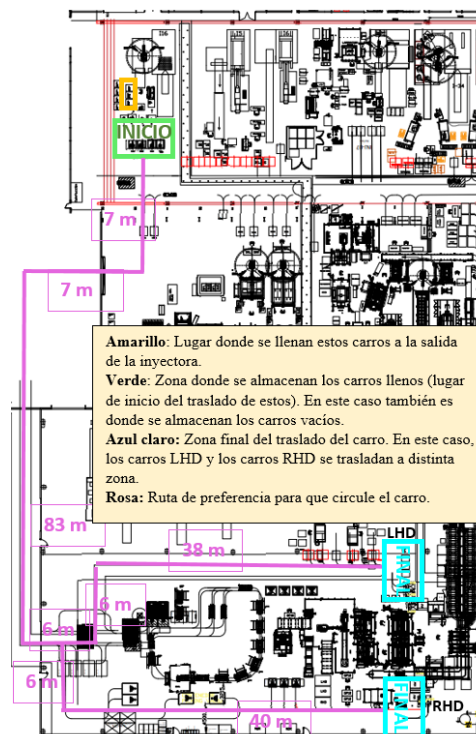 INICIO
7 m
7 m
Amarillo: Lugar donde se llenan estos carros a la salida
de la inyectora.
Verde: Zona donde se almacenan los carros llenos (lugar
de inicio del traslado de estos). En este caso también es
donde se almacenan los carros vacíos.
Azul claro: Zona final del traslado del carro. En este caso,
los carros LHD y los carros RHD se trasladan a distinta
zona.
Rosa: Ruta de preferencia para que circule el carro.
83 m
38 m
LHD
FINAL
6 m
6 m
6 m
40 m
FINAL
RHD